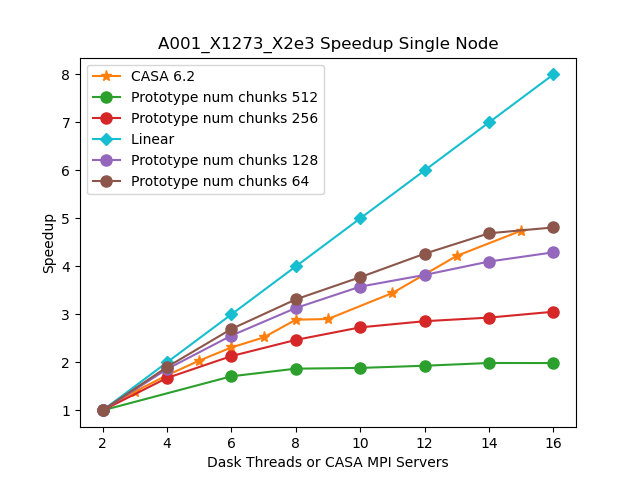 A001_X1273_X2e3 Speedup Single Node
CASA 6.2
Prototype num chunks 512
Prototype num chunks 256
Linear
Prototype num chunks 128
Prototype num chunks 64
Speedup
8
7
6
5
4
3
2
1
2 4 6 8 10 12 14 16
Dask Threads or CASA MPI Servers